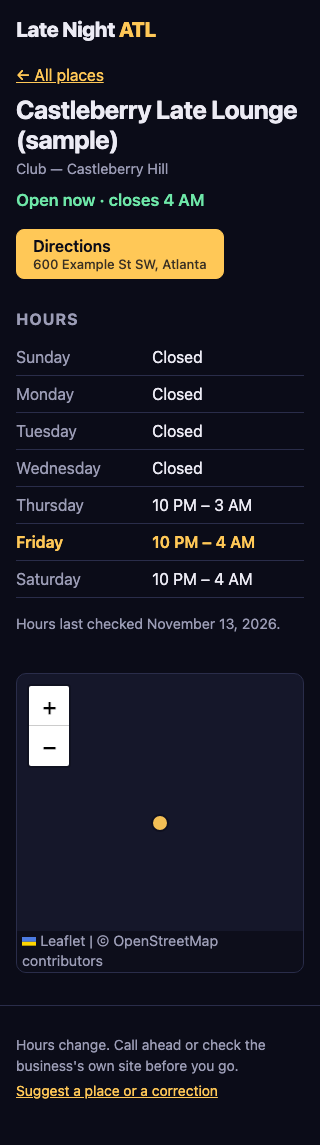 Late Night ATL
← All places
Castleberry Late Lounge
(sample)
Club — Castleberry Hill
Open now · closes 4 AM
Directions
600 Example St SW, Atlanta
HOURS
Sunday Closed
Monday Closed
Tuesday Closed
Wednesday Closed
Thursday 10 PM – 3 AM
Friday 10 PM – 4 AM
Saturday 10 PM – 4 AM
Hours last checked November 13, 2026.
+
−
Leaflet | © OpenStreetMap
contributors
Hours change. Call ahead or check the
business's own site before you go.
Suggest a place or a correction